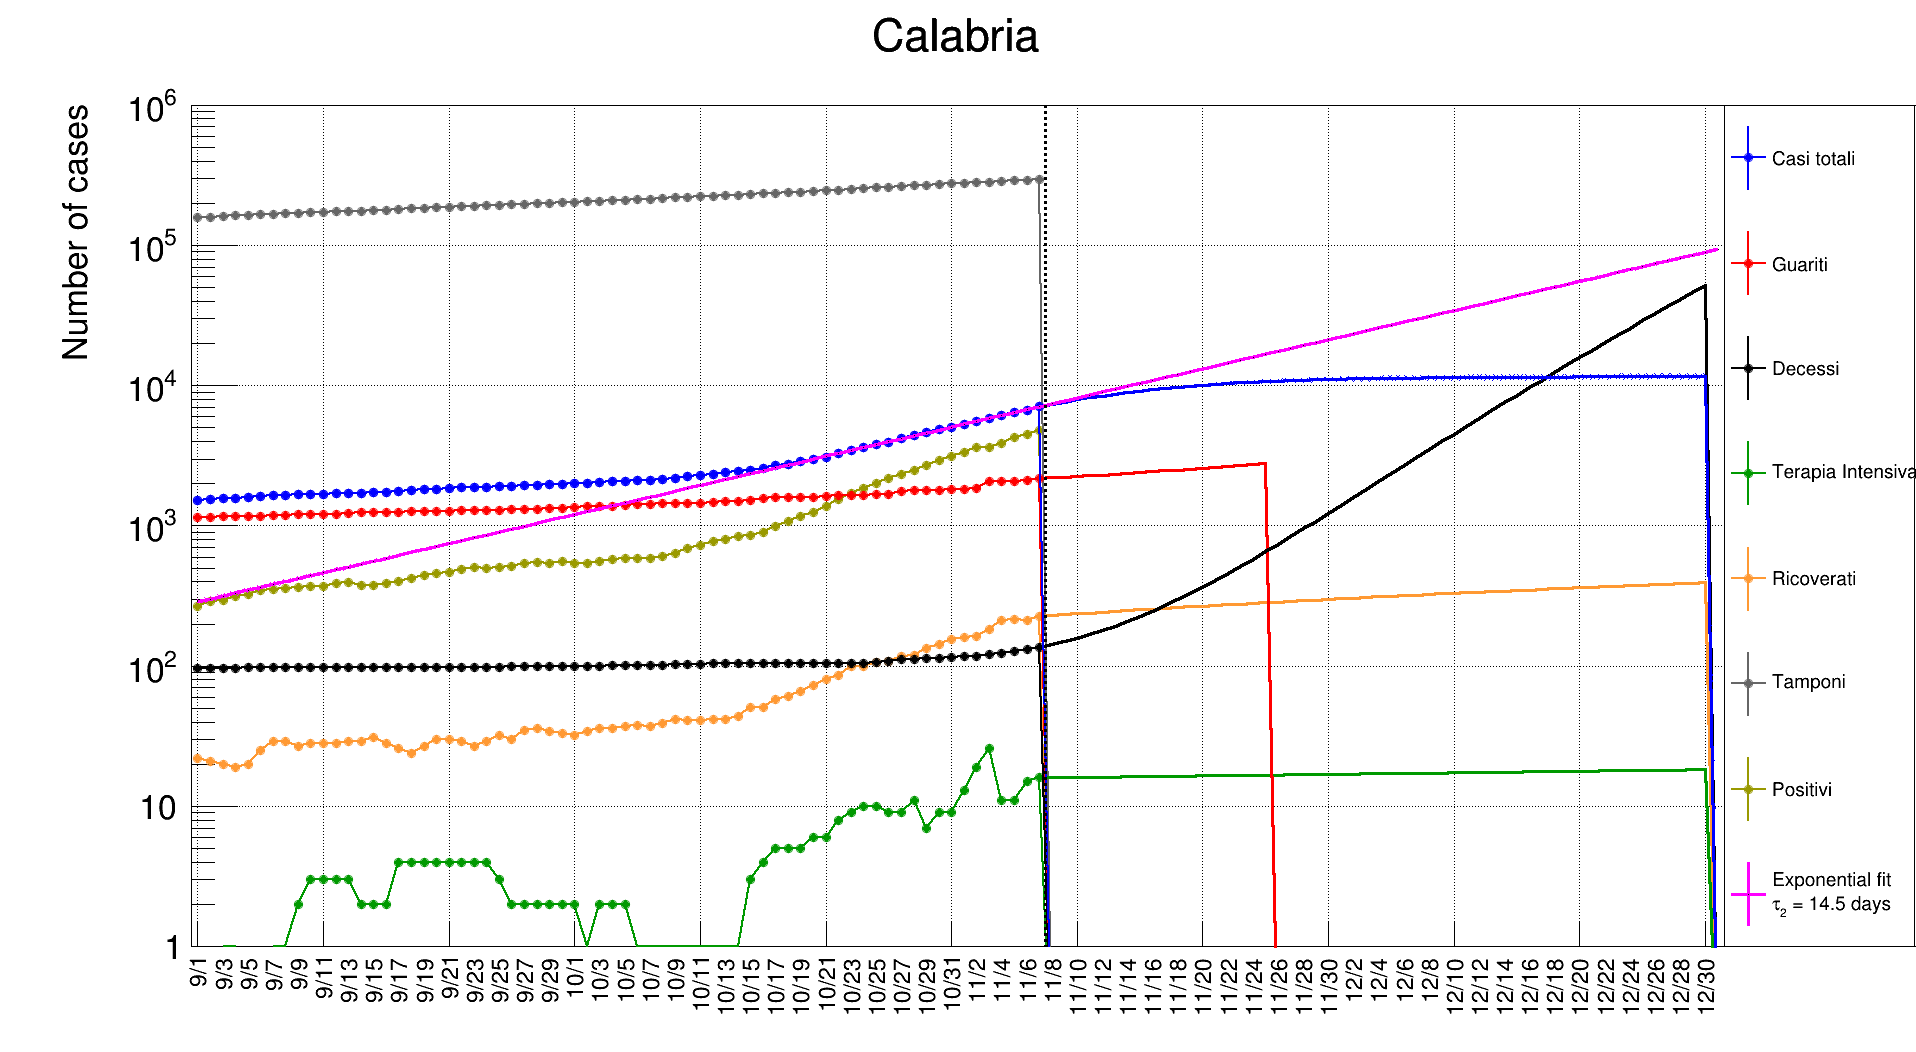 Calabria
Number of cases
10^6
10^5
10^4
10^3
10^2
10
1
9/1 9/3 9/5 9/7 9/9 9/11 9/13 9/15 9/17 9/19 9/21 9/23 9/25 9/27 9/29 10/1 10/3 10/5 10/7 10/9 10/11 10/13 10/15 10/17 10/19 10/21 10/23 10/25 10/27 10/29 10/31 11/2 11/4 11/6 11/8 11/10 11/12 11/14 11/16 11/18 11/20 11/22 11/24 11/26 11/28 11/30 12/2 12/4 12/6 12/8 12/10 12/12 12/14 12/16 12/18 12/20 12/22 12/24 12/26 12/28 12/30
Casi totali
Guariti
Decessi
Terapia Intensiva
Ricoverati
Tamponi
Positivi
Exponential fit
τ_2 = 14.5 days